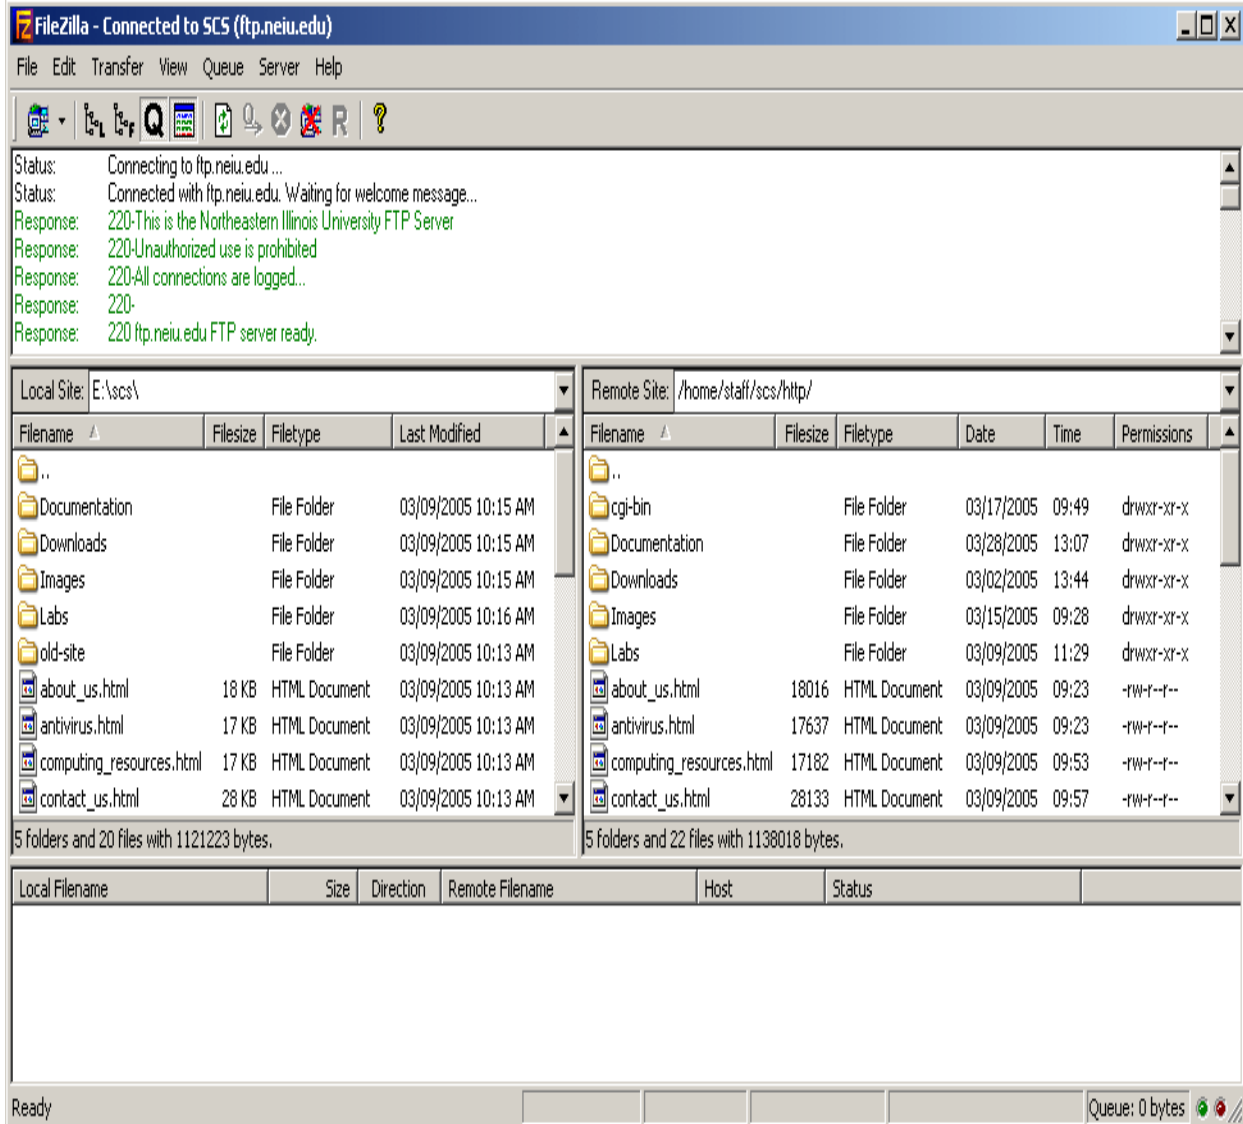 FileZilla - Connected to SCS (ftp.neiu.edu)
File Edit Transfer View Queue Server Help
Status: Connecting to ftp.neiu.edu ...
Status: Connected with ftp.neiu.edu. Waiting for welcome message...
Response: 220-This is the Northeastern Illinois University FTP Server
Response: 220-Unauthorized use is prohibited
Response: 220-All connections are logged...
Response: 220-
Response: 220 ftp.neiu.edu FTP server ready.
Local Site: E:\scs\
Filename Filesize Filetype Last Modified
..
Documentation File Folder 03/09/2005 10:15 AM
Downloads File Folder 03/09/2005 10:15 AM
Images File Folder 03/09/2005 10:15 AM
Labs File Folder 03/09/2005 10:16 AM
old-site File Folder 03/09/2005 10:13 AM
about_us.html 18 KB HTML Document 03/09/2005 10:13 AM
antivirus.html 17 KB HTML Document 03/09/2005 10:13 AM
computing_resources.html 17 KB HTML Document 03/09/2005 10:13 AM
contact_us.html 28 KB HTML Document 03/09/2005 10:13 AM
5 folders and 20 files with 1121223 bytes.
Remote Site: /home/staff/scs/http/
Filename Filesize Filetype Date Time Permissions
..
cgi-bin File Folder 03/17/2005 09:49 drwxr-xr-x
Documentation File Folder 03/28/2005 13:07 drwxr-xr-x
Downloads File Folder 03/02/2005 13:44 drwxr-xr-x
Images File Folder 03/15/2005 09:28 drwxr-xr-x
Labs File Folder 03/09/2005 11:29 drwxr-xr-x
about_us.html 18016 HTML Document 03/09/2005 09:23 -rw-r--r--
antivirus.html 17637 HTML Document 03/09/2005 09:23 -rw-r--r--
computing_resources.html 17182 HTML Document 03/09/2005 09:53 -rw-r--r--
contact_us.html 28133 HTML Document 03/09/2005 09:57 -rw-r--r--
5 folders and 22 files with 1138018 bytes.
Local Filename Size Direction Remote Filename Host Status
Ready Queue: 0 bytes